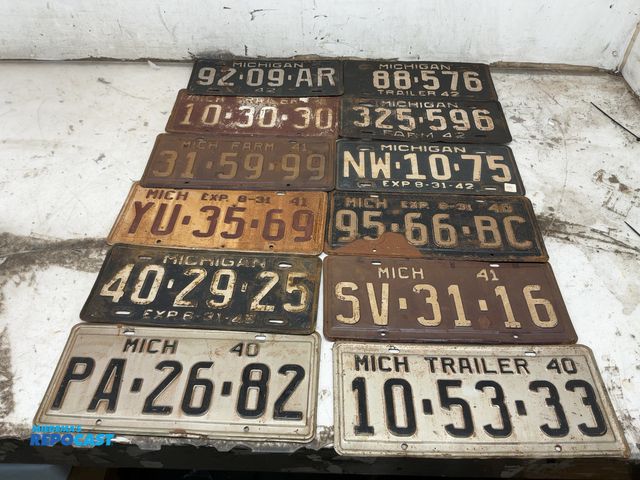 MICHIGAN
92·09·AR
42
MICHIGAN
88-576
TRAILER 42
MICH TRAILER
10·30·30
325·596
FARM 42
MICH FARM 41
31·59·99
MICHIGAN
NW·10·75
EXP 8-31-42
MICH EXP. 8-31 41
YU·35·69
MICH EXP. 8-31 40
95·66·BC
MICHIGAN
40·29·25
EXP 8-31-42
MICH 41
SV·31·16
MICH 40
PA·26·82
MICH TRAILER 40
10·53·33
REPOCAST